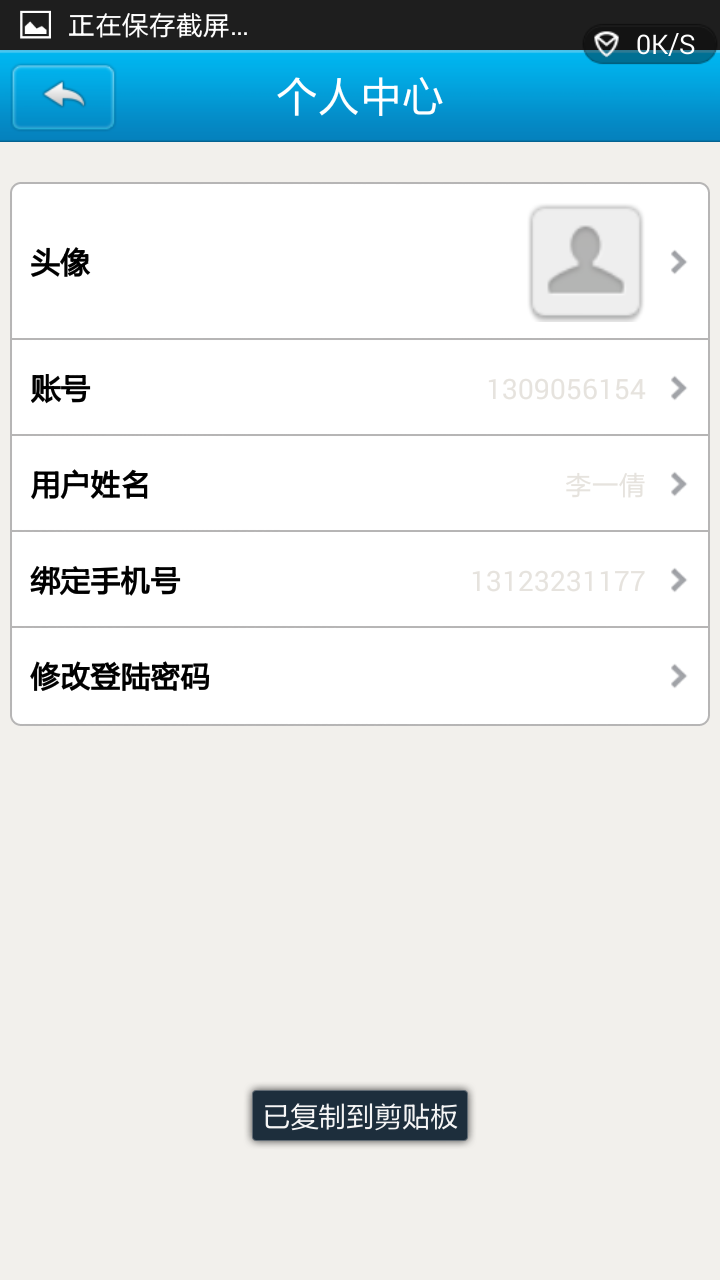 正在保存截屏...
0K/S
个人中心
头像
账号 1309056154
用户姓名 李一倩
绑定手机号 13123231177
修改登陆密码
已复制到剪贴板